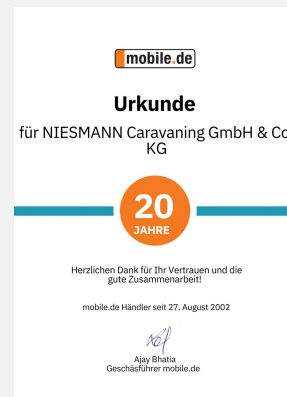 mobile.de
Urkunde
für NIESMANN Caravaning GmbH & Co
KG
20
JAHRE
Herzlichen Dank für Ihr Vertrauen und die
gute Zusammenarbeit!
mobile.de Händler seit 27. August 2002
Ajay Bhatia
Geschäsführer mobile.de